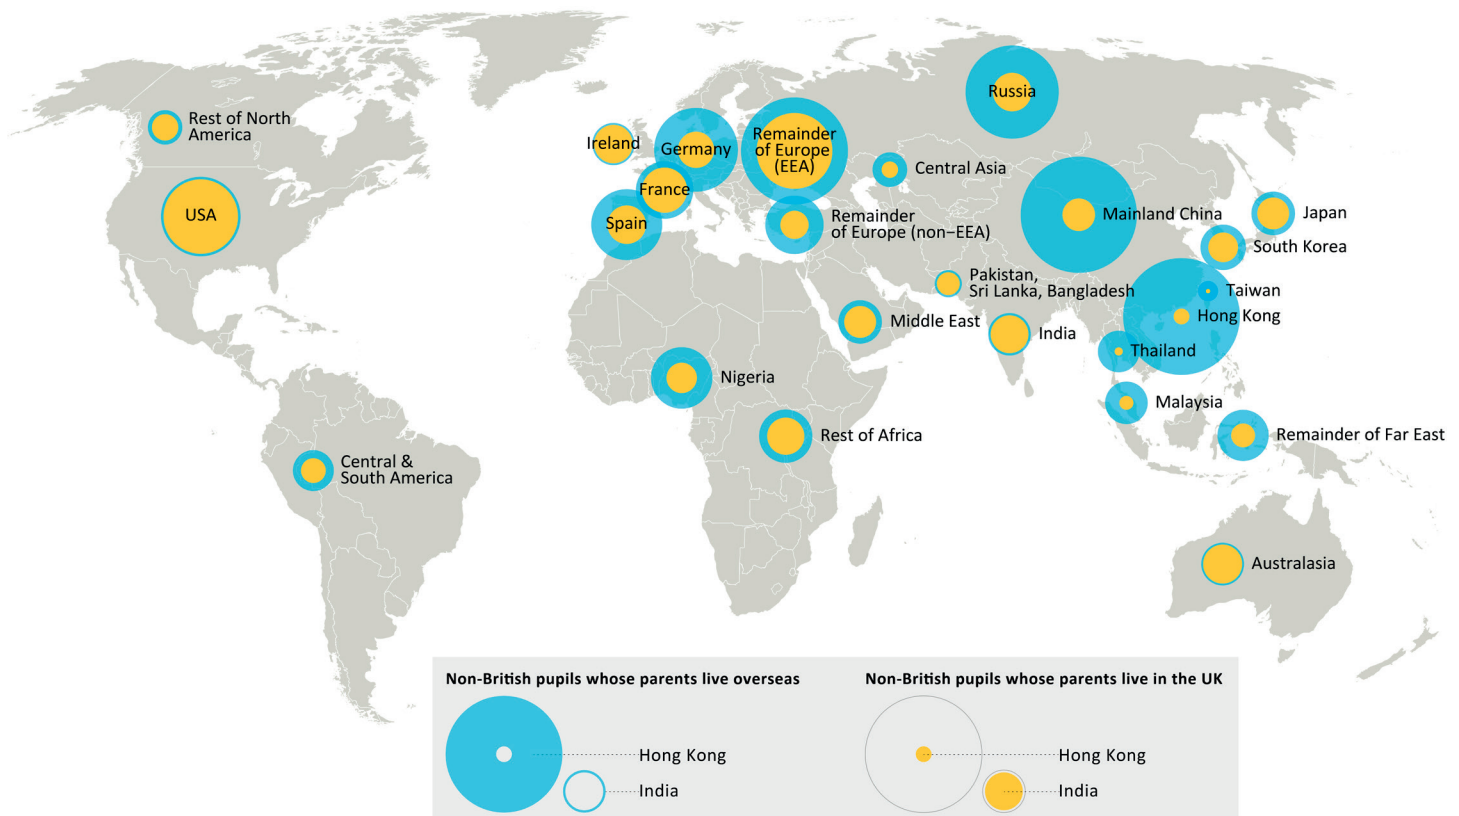 Rest of North
America
USA
Central &
South America
Ireland
Germany
France
Spain
Remainder
of Europe
(EEA)
Remainder
of Europe (non–EEA)
Russia
Central Asia
Mainland China
Japan
South Korea
Taiwan
Hong Kong
Thailand
Malaysia
Remainder of Far East
Pakistan,
Sri Lanka, Bangladesh
India
Middle East
Nigeria
Rest of Africa
Australasia
Non-British pupils whose parents live overseas
Hong Kong
India
Non-British pupils whose parents live in the UK
Hong Kong
India